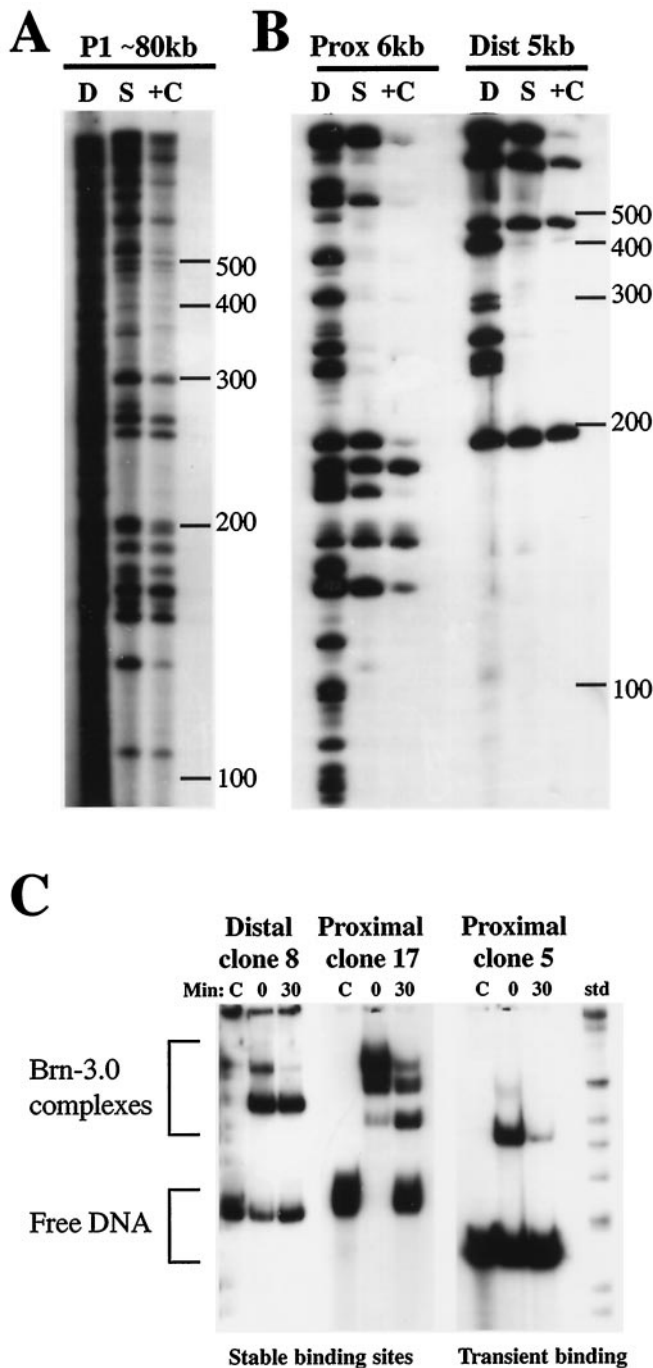 A
P1 ~80kb
D S +C
500
400
300
200
100
B
Prox 6kb Dist 5kb
D S +C D S +C
500
400
300
200
100
C
Distal clone 8
Proximal clone 17
Proximal clone 5
Min: C 0 30 C 0 30 C 0 30 std
Brn-3.0
complexes
Free DNA
Stable binding sites Transient binding